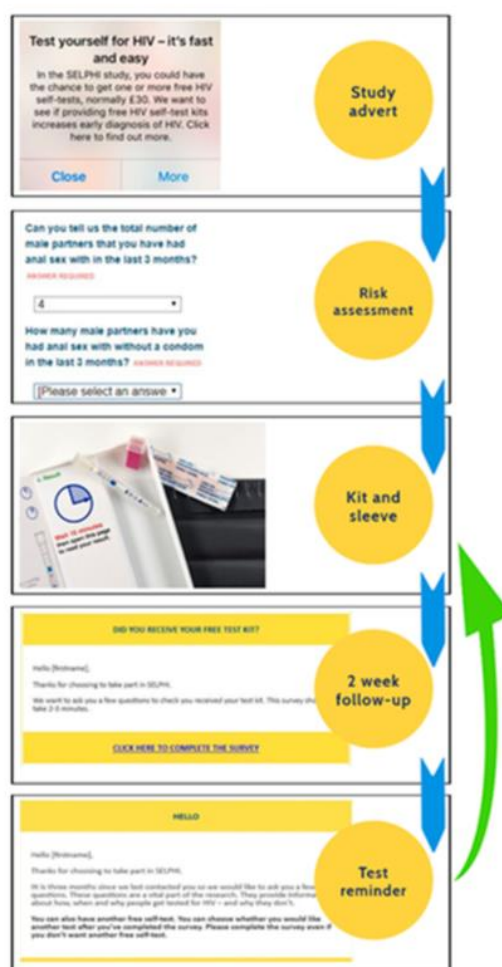 Test yourself for HIV – it's fast
and easy
In the SELPHI study, you could have
the chance to get one or more free HIV
self-tests, normally £30. We want to
see if providing free HIV self-test kits
increases early diagnosis of HIV. Click
here to find out more.
Close More
Study
advert
Can you tell us the total number of
male partners that you have had
anal sex with in the last 3 months?
ANSWER REQUIRED
4
How many male partners have you
had anal sex with without a condom
in the last 3 months? ANSWER REQUIRED
[Please select an answe
Risk
assessment
Result
Wait 15 minutes
then open this page
to read your result.
Kit and
sleeve
DID YOU RECEIVE YOUR FREE TEST KIT?
Hello [firstname],
Thanks for choosing to take part in SELPHI.
We want to ask you a few questions to check you received your test kit. This survey sho
take 2-5 minutes.
CLICK HERE TO COMPLETE THE SURVEY
2 week
follow-up
HELLO
Hello [firstname],
Thanks for choosing to take part in SELPHI.
It is three months since we last contacted you so we would like to ask you a few
questions. These questions are a vital part of the research. They provide informa
about how, when and why people get tested for HIV – and why they don't.
You can also have another free self-test. You can choose whether you would like
another test after you've completed the survey. Please complete the survey even if
you don't want another free self-test.
Test
reminder